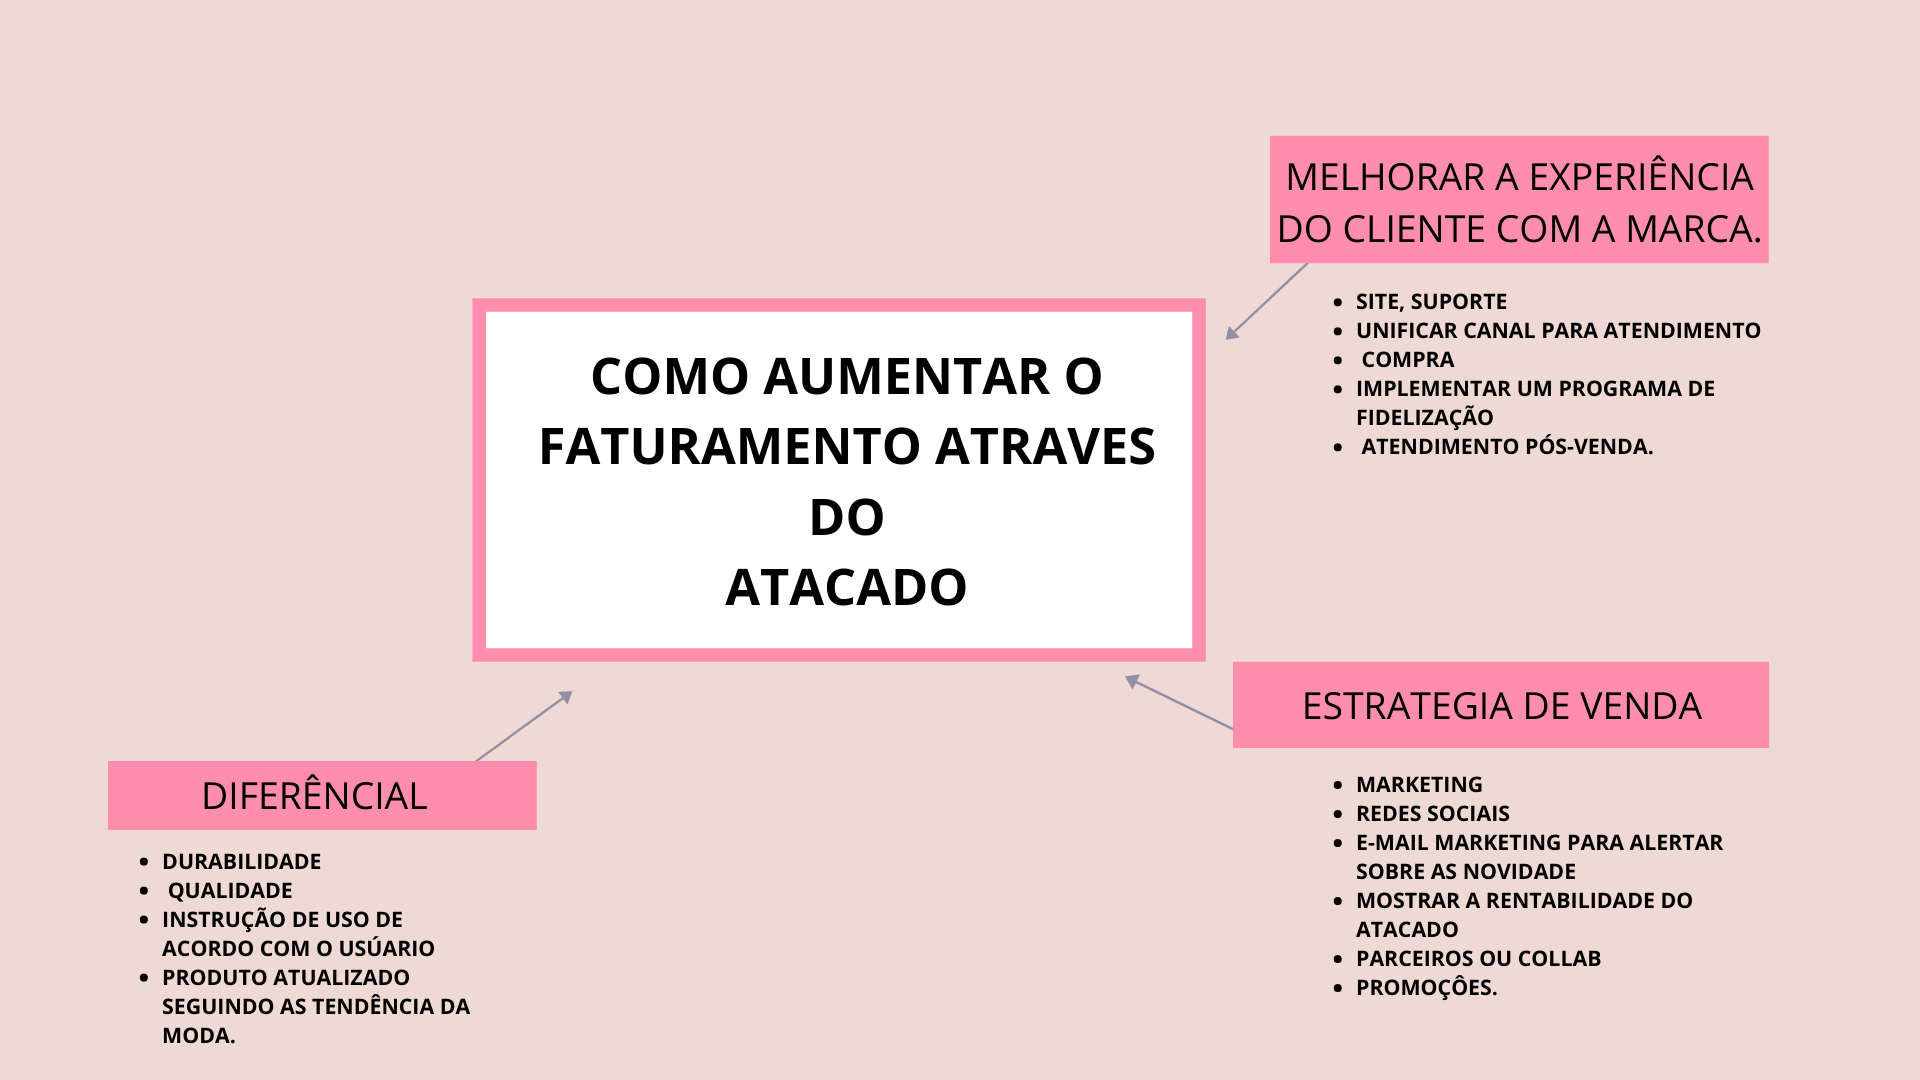 MELHORAR A EXPERIÊNCIA
DO CLIENTE COM A MARCA.
• SITE, SUPORTE
• UNIFICAR CANAL PARA ATENDIMENTO
• COMPRA
• IMPLEMENTAR UM PROGRAMA DE
FIDELIZAÇÃO
• ATENDIMENTO PÓS-VENDA.
COMO AUMENTAR O
FATURAMENTO ATRAVES
DO
ATACADO
ESTRATEGIA DE VENDA
• MARKETING
• REDES SOCIAIS
• E-MAIL MARKETING PARA ALERTAR
SOBRE AS NOVIDADE
• MOSTRAR A RENTABILIDADE DO
ATACADO
• PARCEIROS OU COLLAB
• PROMOÇÔES.
DIFERÊNCIAL
• DURABILIDADE
• QUALIDADE
• INSTRUÇÃO DE USO DE
ACORDO COM O USÚARIO
• PRODUTO ATUALIZADO
SEGUINDO AS TENDÊNCIA DA
MODA.